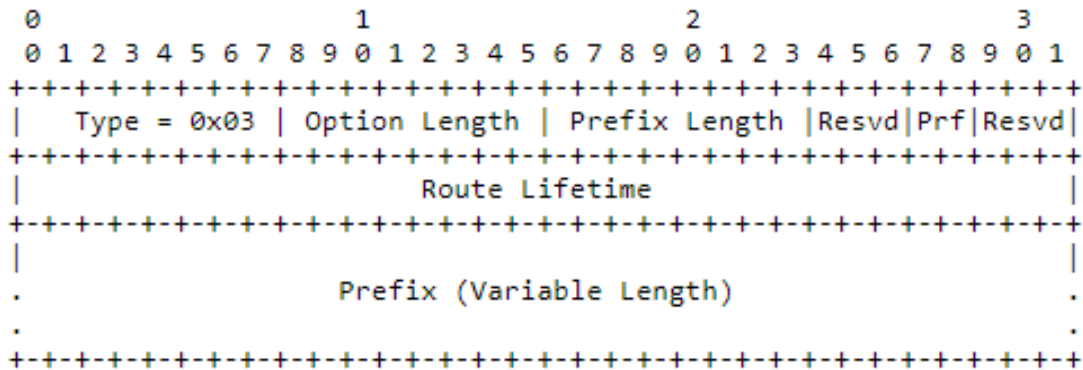 0                   1                   2                   3
0 1 2 3 4 5 6 7 8 9 0 1 2 3 4 5 6 7 8 9 0 1 2 3 4 5 6 7 8 9 0 1
+-+-+-+-+-+-+-+-+-+-+-+-+-+-+-+-+-+-+-+-+-+-+-+-+-+-+-+-+-+-+-+-+
|   Type = 0x03 | Option Length | Prefix Length |Resvd|Prf|Resvd|
+-+-+-+-+-+-+-+-+-+-+-+-+-+-+-+-+-+-+-+-+-+-+-+-+-+-+-+-+-+-+-+-+
|                        Route Lifetime                         |
+-+-+-+-+-+-+-+-+-+-+-+-+-+-+-+-+-+-+-+-+-+-+-+-+-+-+-+-+-+-+-+-+
|                                                               |
.                   Prefix (Variable Length)                    .
.                                                               .
+-+-+-+-+-+-+-+-+-+-+-+-+-+-+-+-+-+-+-+-+-+-+-+-+-+-+-+-+-+-+-+-+